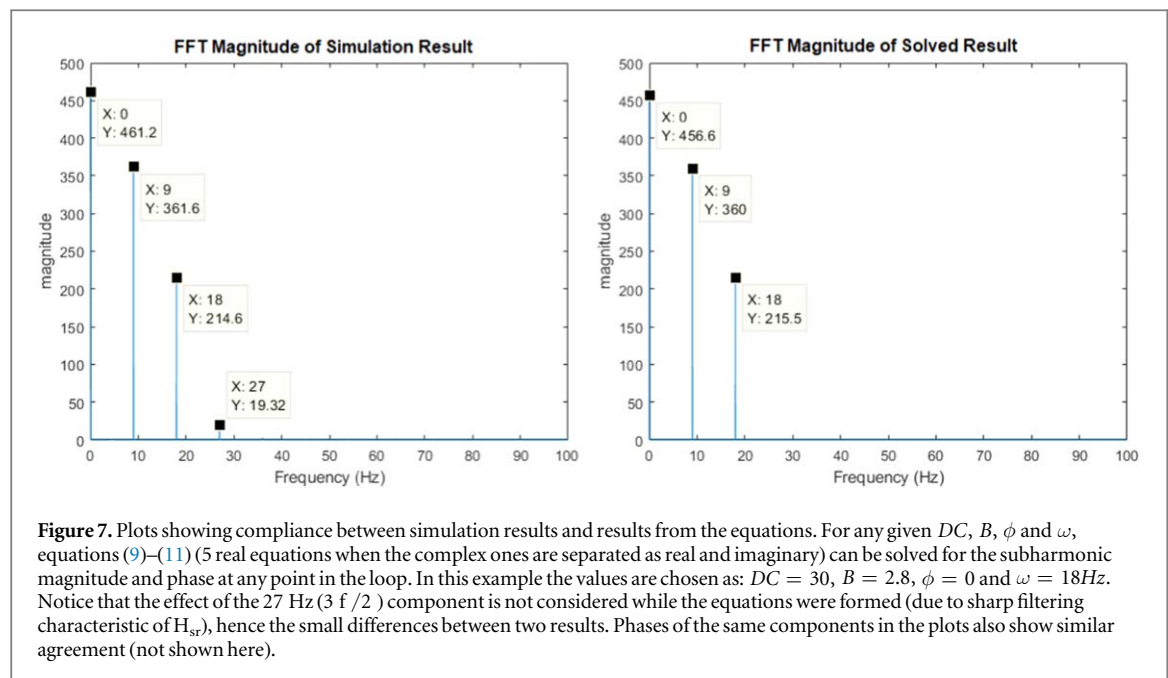 FFT Magnitude of Simulation Result
500
450
400
350
300
250
200
150
100
50
0
magnitude
X: 0
Y: 461.2
X: 9
Y: 361.6
X: 18
Y: 214.6
X: 27
Y: 19.32
0 10 20 30 40 50 60 70 80 90 100
Frequency (Hz)
FFT Magnitude of Solved Result
500
450
400
350
300
250
200
150
100
50
0
magnitude
X: 0
Y: 456.6
X: 9
Y: 360
X: 18
Y: 215.5
0 10 20 30 40 50 60 70 80 90 100
Frequency (Hz)
Figure 7. Plots showing compliance between simulation results and results from the equations. For any given DC, B, ϕ and ω,
equations (9)–(11) (5 real equations when the complex ones are separated as real and imaginary) can be solved for the subharmonic
magnitude and phase at any point in the loop. In this example the values are chosen as: DC = 30, B = 2.8, ϕ = 0 and ω = 18Hz.
Notice that the effect of the 27 Hz (3 f /2 ) component is not considered while the equations were formed (due to sharp filtering
characteristic of Hsr), hence the small differences between two results. Phases of the same components in the plots also show similar
agreement (not shown here).